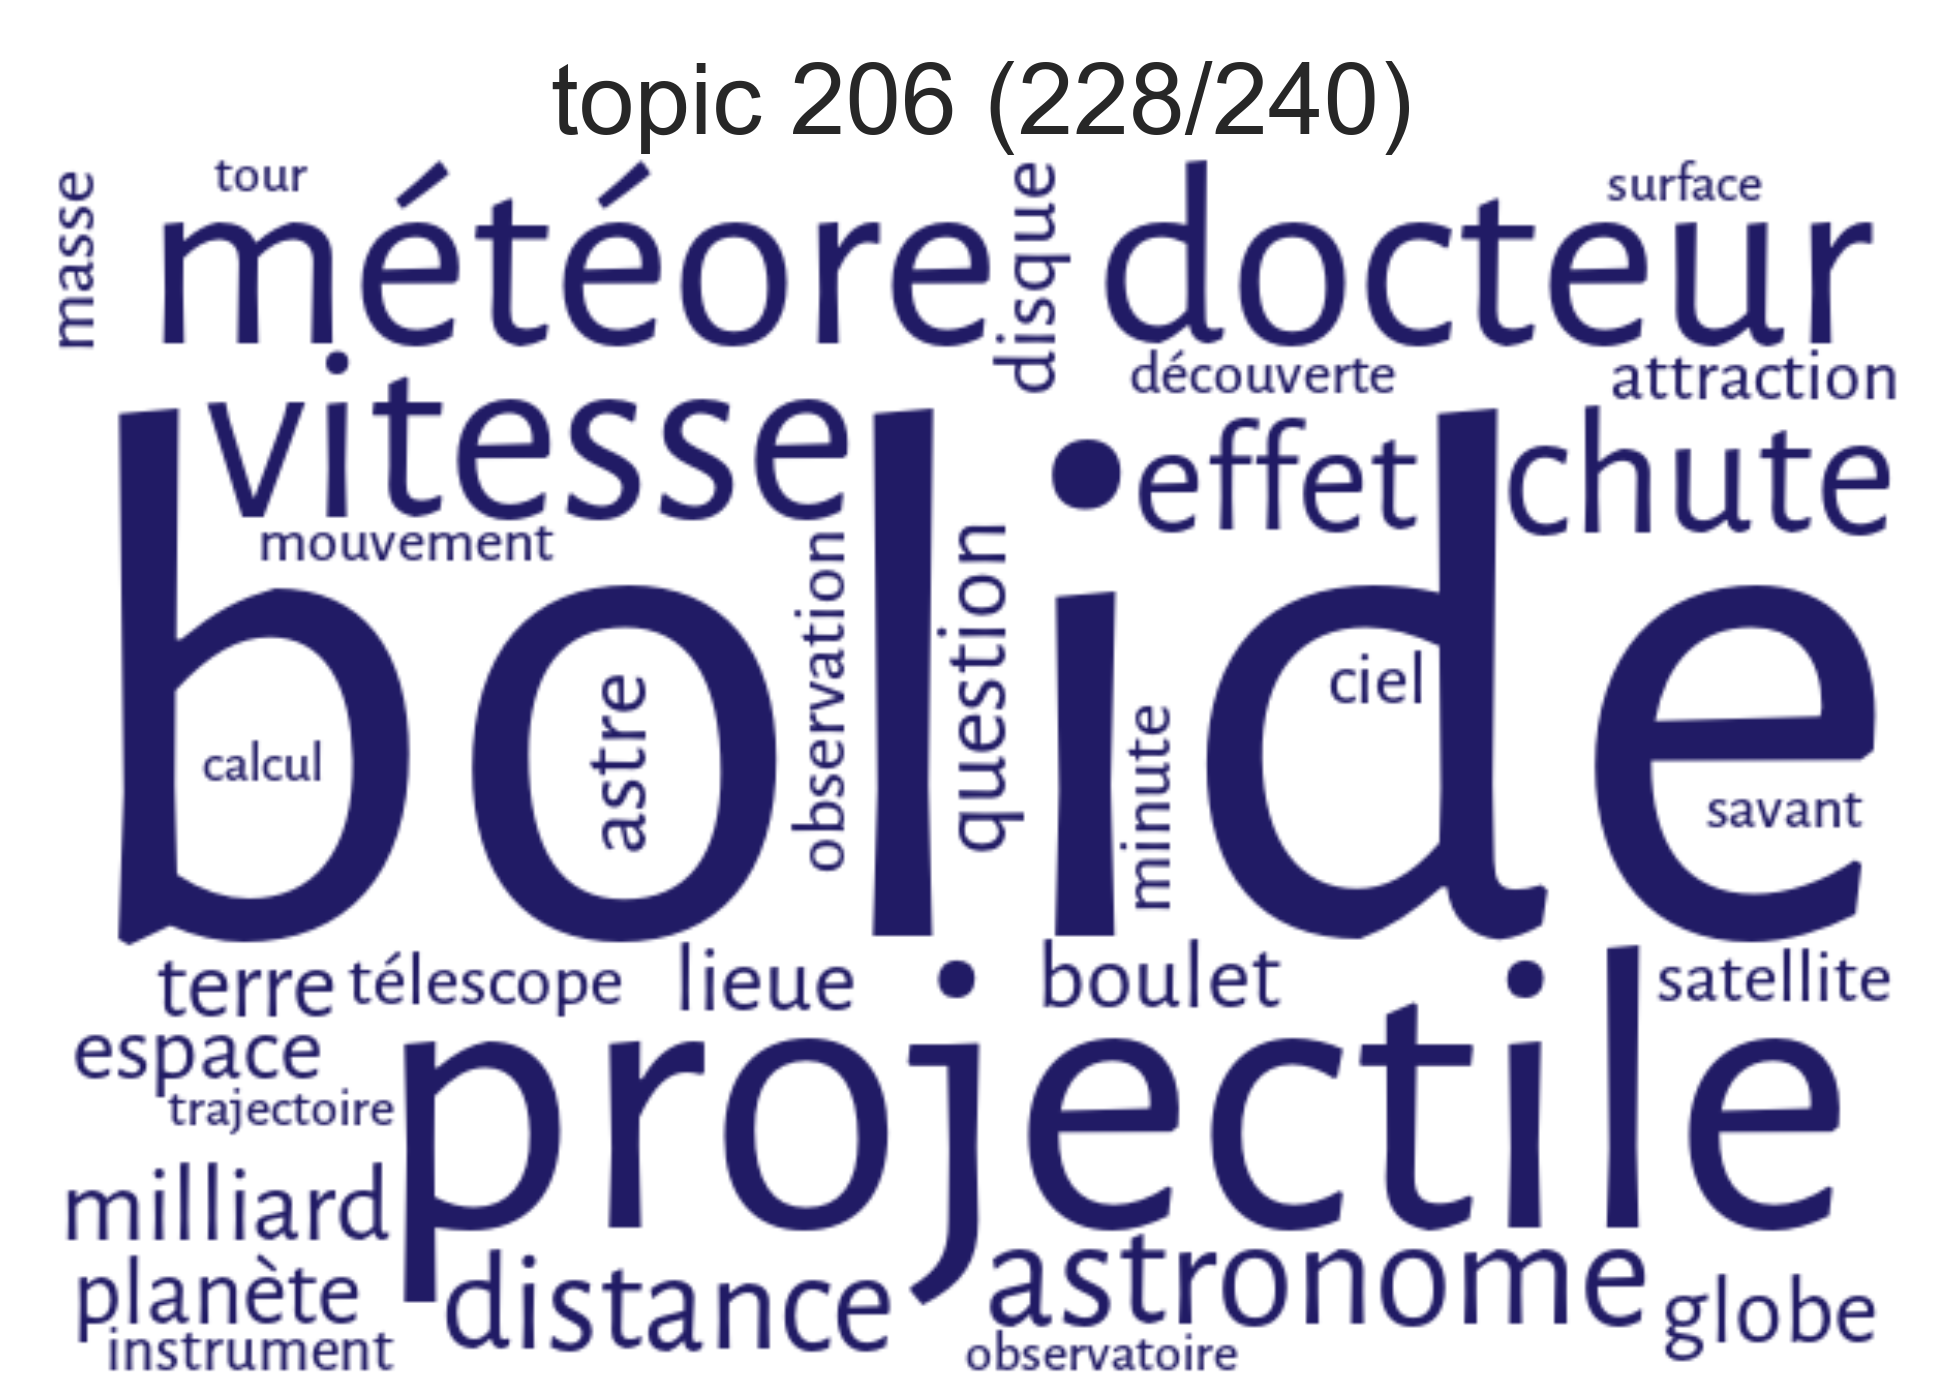 topic 206 (228/240)
masse
tour
météore
disque
docteur
surface
découverte
attraction
vitesse
effet
chute
mouvement
bolide
observation
question
ciel
astre
calcul
minute
savant
terre
télescope
lieue
boulet
satellite
espace
projectile
trajectoire
milliard
planète
distance
astronome
globe
instrument
observatoire